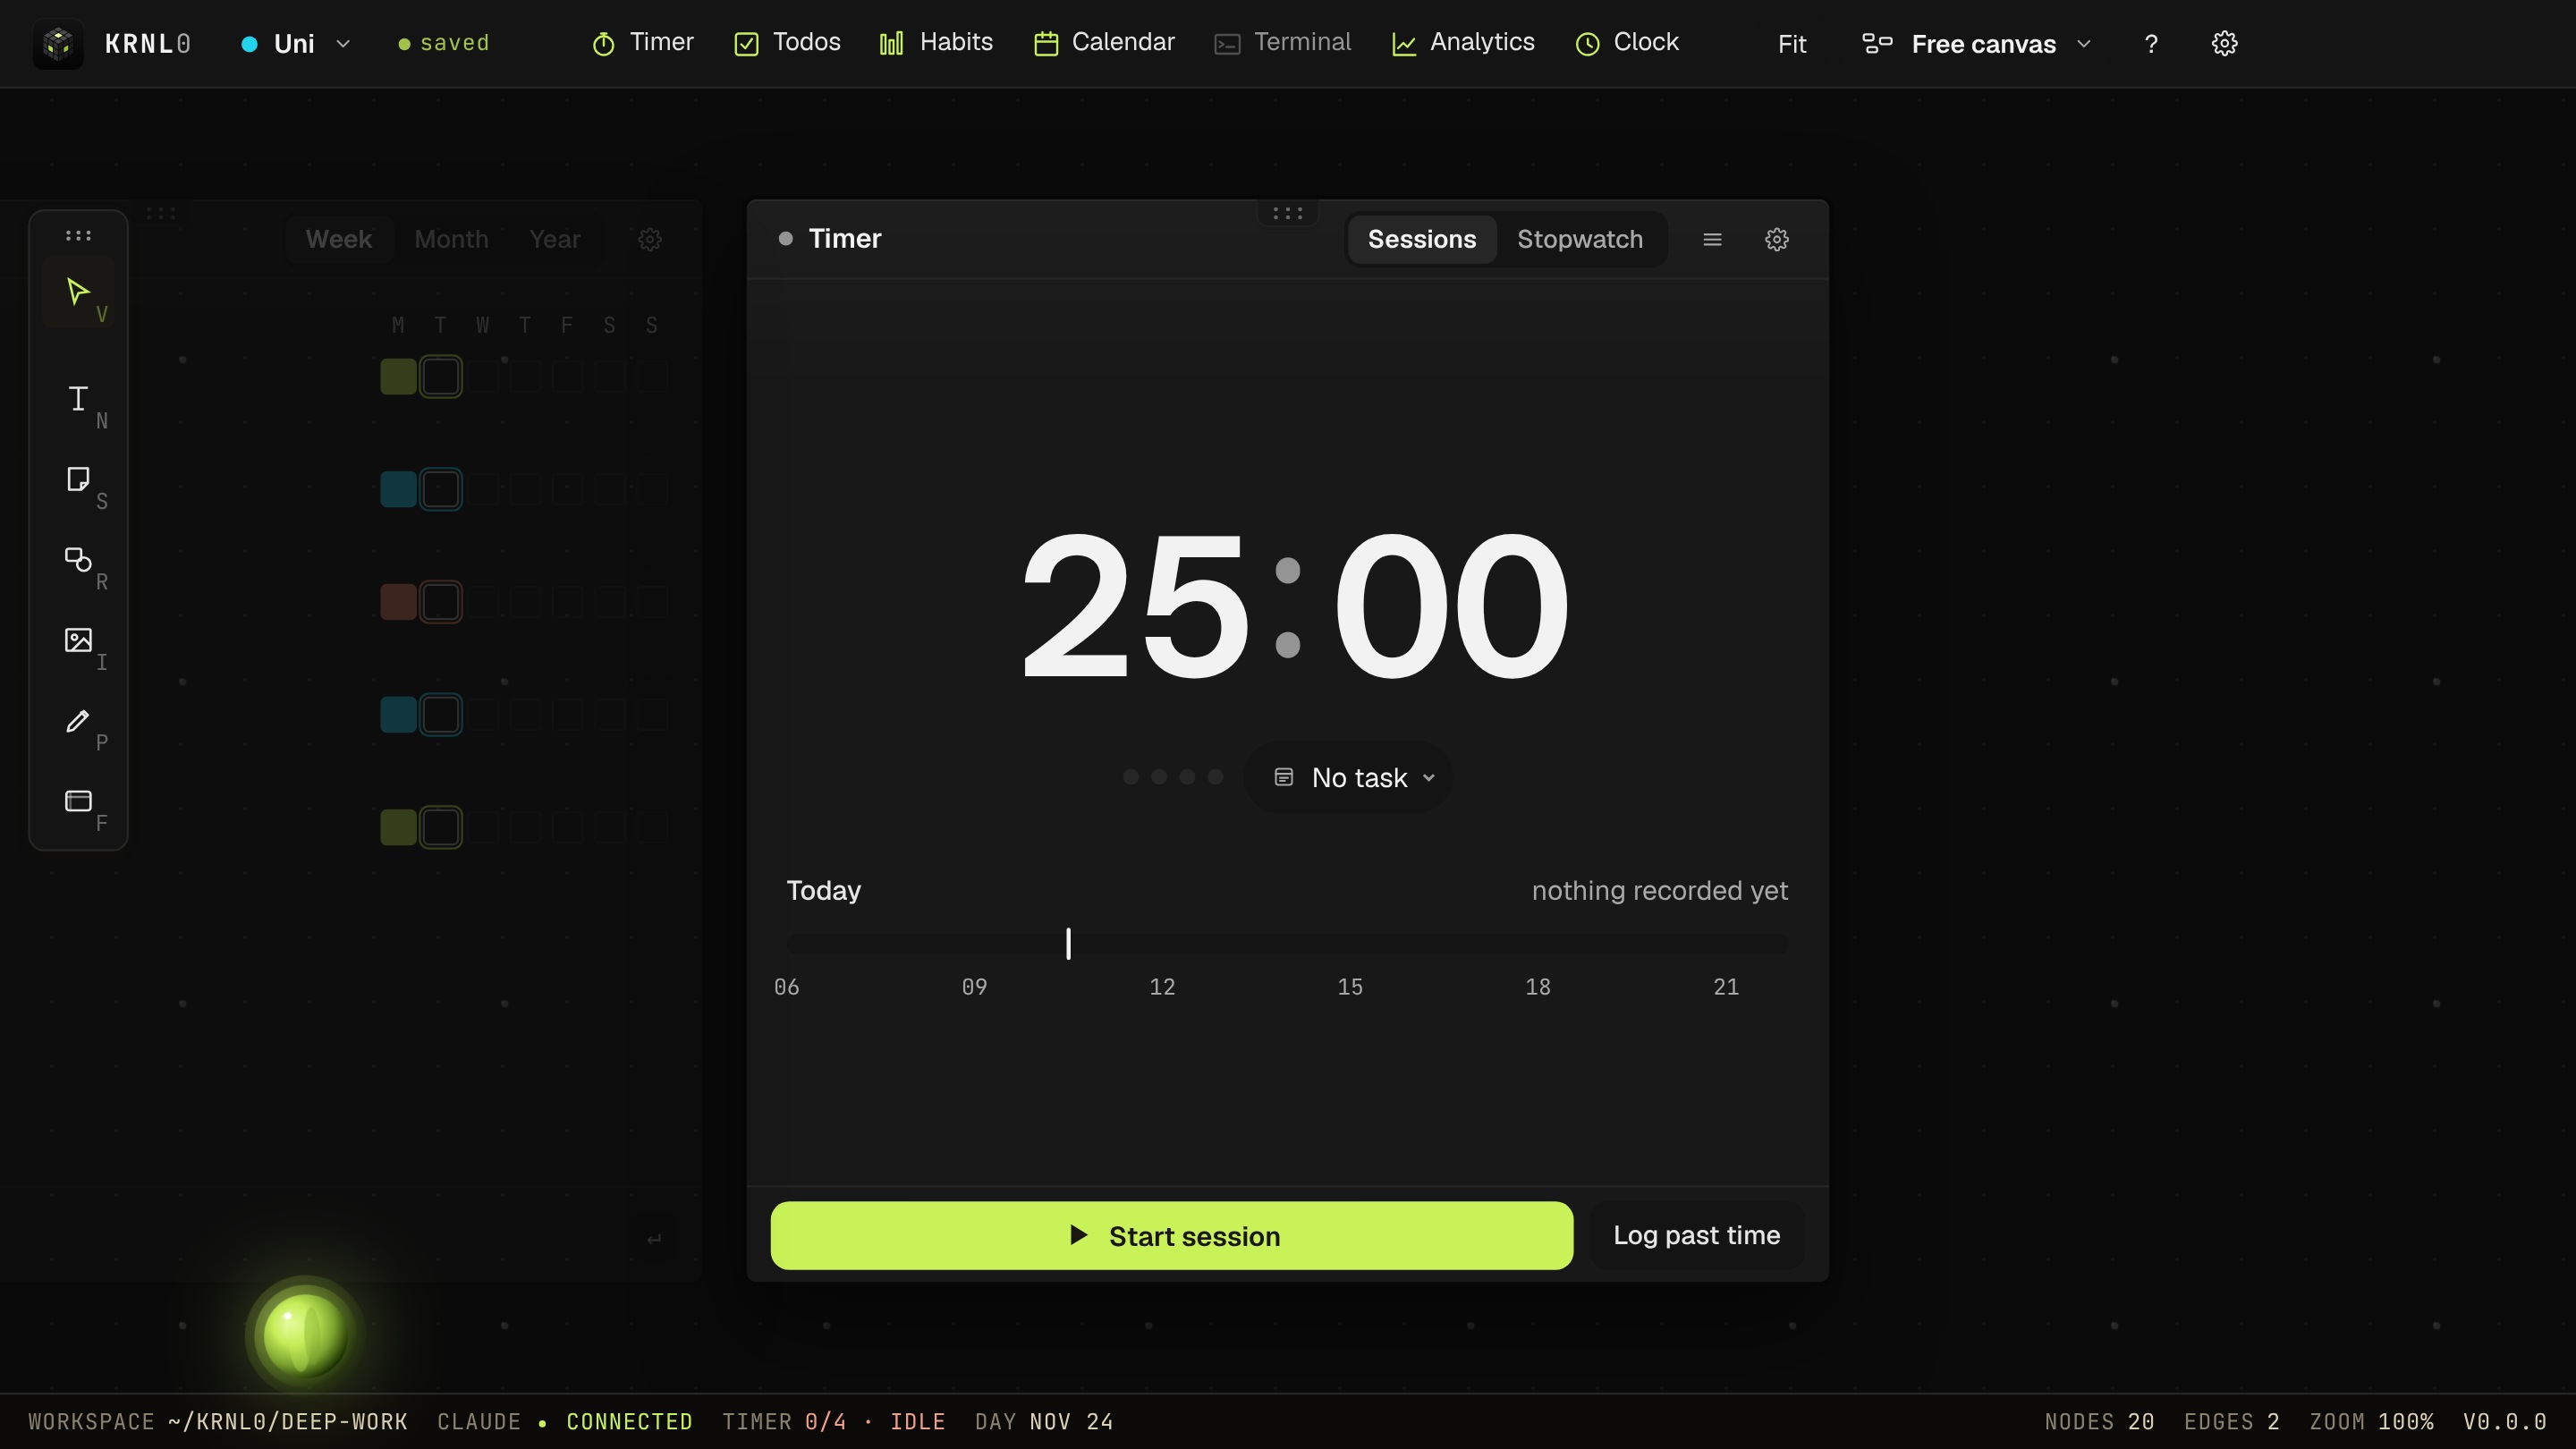 KRNL0 Uni saved Timer Todos Habits Calendar Terminal Analytics Clock Fit Free canvas ?
Week Month Year
M T W T F S S
V
N
S
R
I
P
F
Timer Sessions Stopwatch
25:00
No task
Today nothing recorded yet
06 09 12 15 18 21
Start session Log past time
WORKSPACE ~/KRNL0/DEEP-WORK CLAUDE • CONNECTED TIMER 0/4 · IDLE DAY NOV 24 NODES 20 EDGES 2 ZOOM 100% V0.0.0